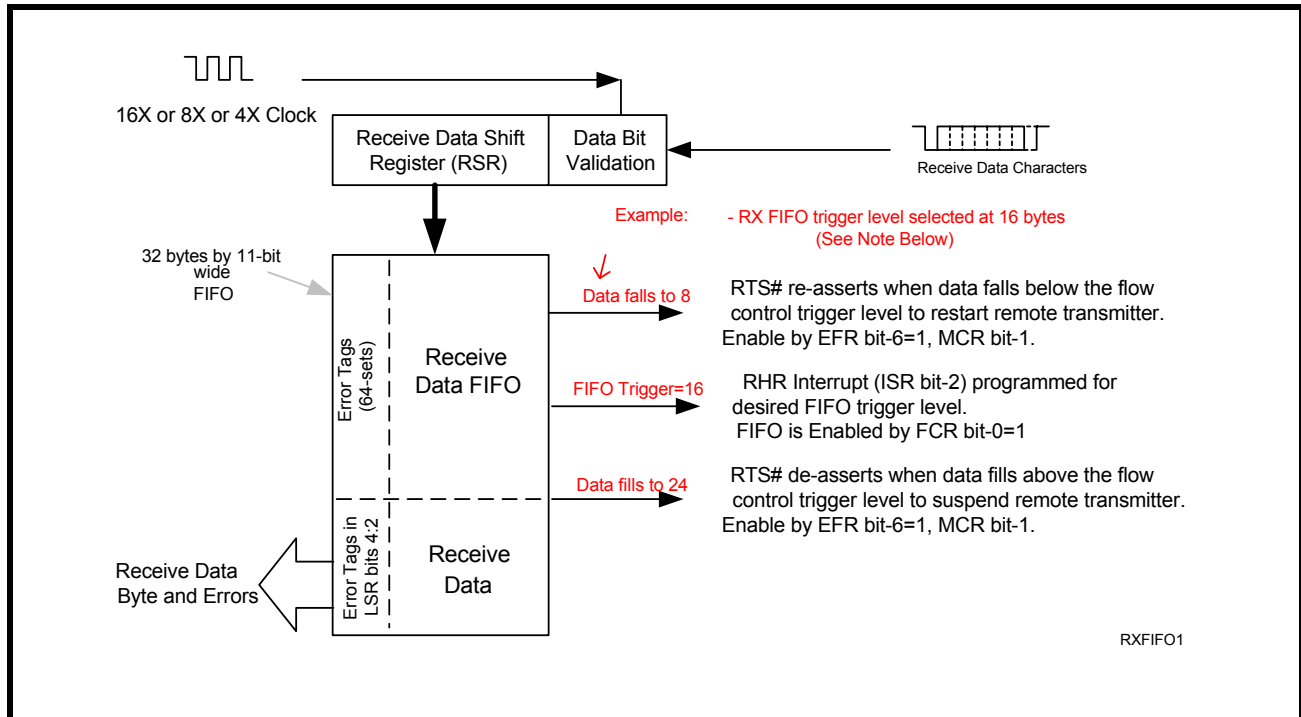 16X or 8X or 4X Clock
Receive Data Shift
Register (RSR)
Data Bit
Validation
Receive Data Characters
Example:
- RX FIFO trigger level selected at 16 bytes
(See Note Below)
32 bytes by 11-bit
wide
FIFO
Error Tags
(64-sets)
Receive
Data FIFO
Data falls to 8
RTS# re-asserts when data falls below the flow
control trigger level to restart remote transmitter.
Enable by EFR bit-6=1, MCR bit-1.
FIFO Trigger=16
RHR Interrupt (ISR bit-2) programmed for
desired FIFO trigger level.
FIFO is Enabled by FCR bit-0=1
Data fills to 24
RTS# de-asserts when data fills above the flow
control trigger level to suspend remote transmitter.
Enable by EFR bit-6=1, MCR bit-1.
Error Tags in
LSR bits 4:2
Receive
Data
Receive Data
Byte and Errors
RXFIFO1